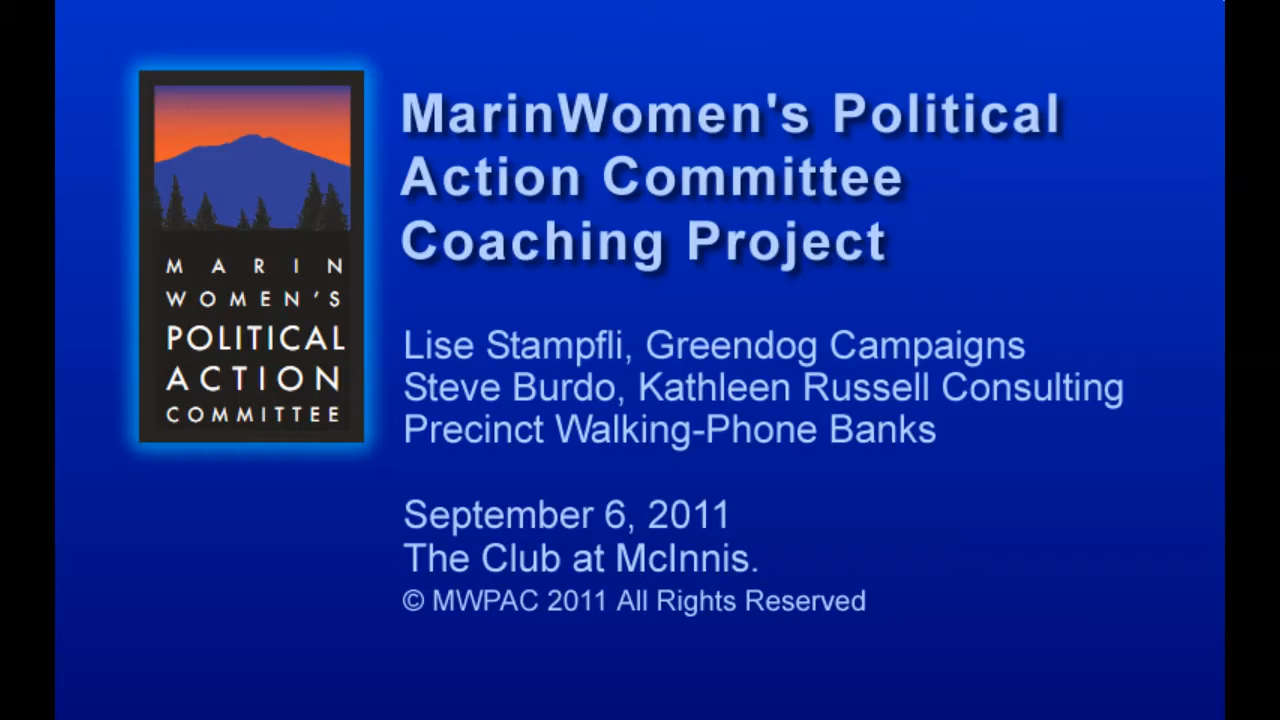 MARIN
WOMEN'S
POLITICAL
ACTION
COMMITTEE
MarinWomen's Political
Action Committee
Coaching Project
Lise Stampfli, Greendog Campaigns
Steve Burdo, Kathleen Russell Consulting
Precinct Walking-Phone Banks
September 6, 2011
The Club at McInnis.
© MWPAC 2011 All Rights Reserved